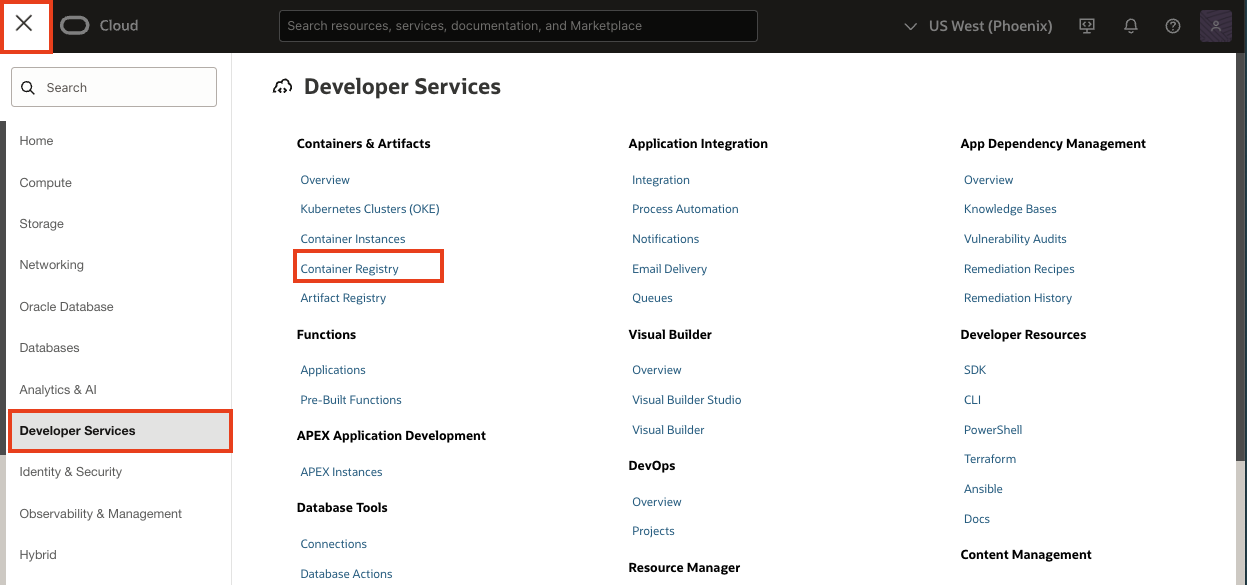 Cloud
Search resources, services, documentation, and Marketplace
US West (Phoenix)
Search
Home
Compute
Storage
Networking
Oracle Database
Databases
Analytics & AI
Developer Services
Identity & Security
Observability & Management
Hybrid
Developer Services
Containers & Artifacts
Overview
Kubernetes Clusters (OKE)
Container Instances
Container Registry
Artifact Registry
Functions
Applications
Pre-Built Functions
APEX Application Development
APEX Instances
Database Tools
Connections
Database Actions
Application Integration
Integration
Process Automation
Notifications
Email Delivery
Queues
Visual Builder
Overview
Visual Builder Studio
Visual Builder
DevOps
Overview
Projects
Resource Manager
App Dependency Management
Overview
Knowledge Bases
Vulnerability Audits
Remediation Recipes
Remediation History
Developer Resources
SDK
CLI
PowerShell
Terraform
Ansible
Docs
Content Management